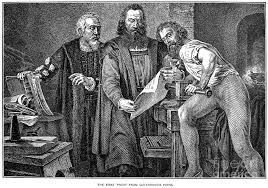 THE FIRST "PROOF" FROM GUTENBERG'S PRESS.